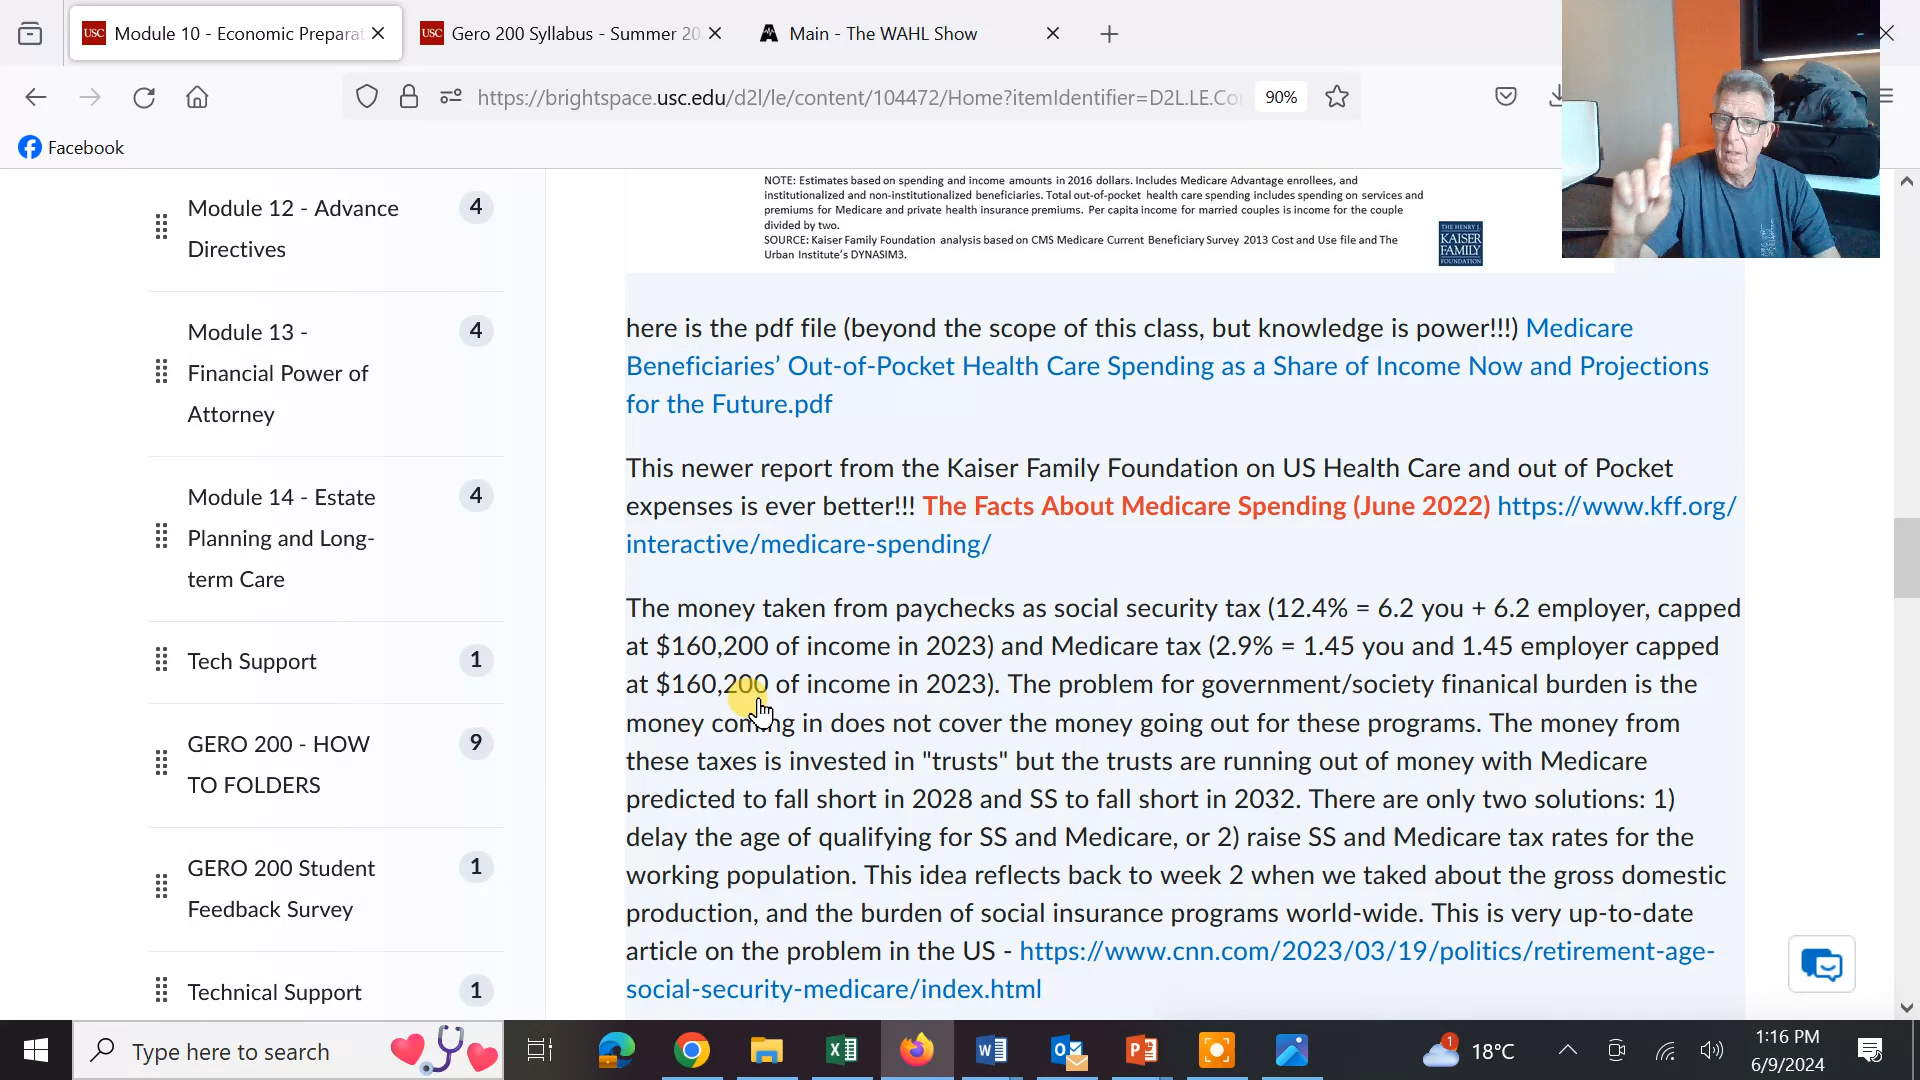 Module 10 - Economic Preparat
Gero 200 Syllabus - Summer 20
Main - The WAHL Show
https://brightspace.usc.edu/d2l/le/content/104472/Home?itemIdentifier=D2L.LE.Co
90%
Facebook
Module 12 - Advance
Directives
4
Module 13 -
Financial Power of
Attorney
4
Module 14 - Estate
Planning and Long-
term Care
4
Tech Support
1
GERO 200 - HOW
TO FOLDERS
9
GERO 200 Student
Feedback Survey
1
Technical Support
1
NOTE: Estimates based on spending and income amounts in 2016 dollars. Includes Medicare Advantage enrollees, and
institutionalized and non-institutionalized beneficiaries. Total out-of-pocket health care spending includes spending on services and
premiums for Medicare and private health insurance premiums. Per capita income for married couples is income for the couple
divided by two.
SOURCE: Kaiser Family Foundation analysis based on CMS Medicare Current Beneficiary Survey 2013 Cost and Use file and The
Urban Institute's DYNASIM3.
THE HENRY J.
KAISER
FAMILY
FOUNDATION
here is the pdf file (beyond the scope of this class, but knowledge is power!!!) Medicare
Beneficiaries' Out-of-Pocket Health Care Spending as a Share of Income Now and Projections
for the Future.pdf
This newer report from the Kaiser Family Foundation on US Health Care and out of Pocket
expenses is ever better!!! The Facts About Medicare Spending (June 2022) https://www.kff.org/
interactive/medicare-spending/
The money taken from paychecks as social security tax (12.4% = 6.2 you + 6.2 employer, capped
at $160,200 of income in 2023) and Medicare tax (2.9% = 1.45 you and 1.45 employer capped
at $160,200 of income in 2023). The problem for government/society finanical burden is the
money coming in does not cover the money going out for these programs. The money from
these taxes is invested in "trusts" but the trusts are running out of money with Medicare
predicted to fall short in 2028 and SS to fall short in 2032. There are only two solutions: 1)
delay the age of qualifying for SS and Medicare, or 2) raise SS and Medicare tax rates for the
working population. This idea reflects back to week 2 when we taked about the gross domestic
production, and the burden of social insurance programs world-wide. This is very up-to-date
article on the problem in the US - https://www.cnn.com/2023/03/19/politics/retirement-age-
social-security-medicare/index.html
Type here to search
1
18°C
1:16 PM
6/9/2024